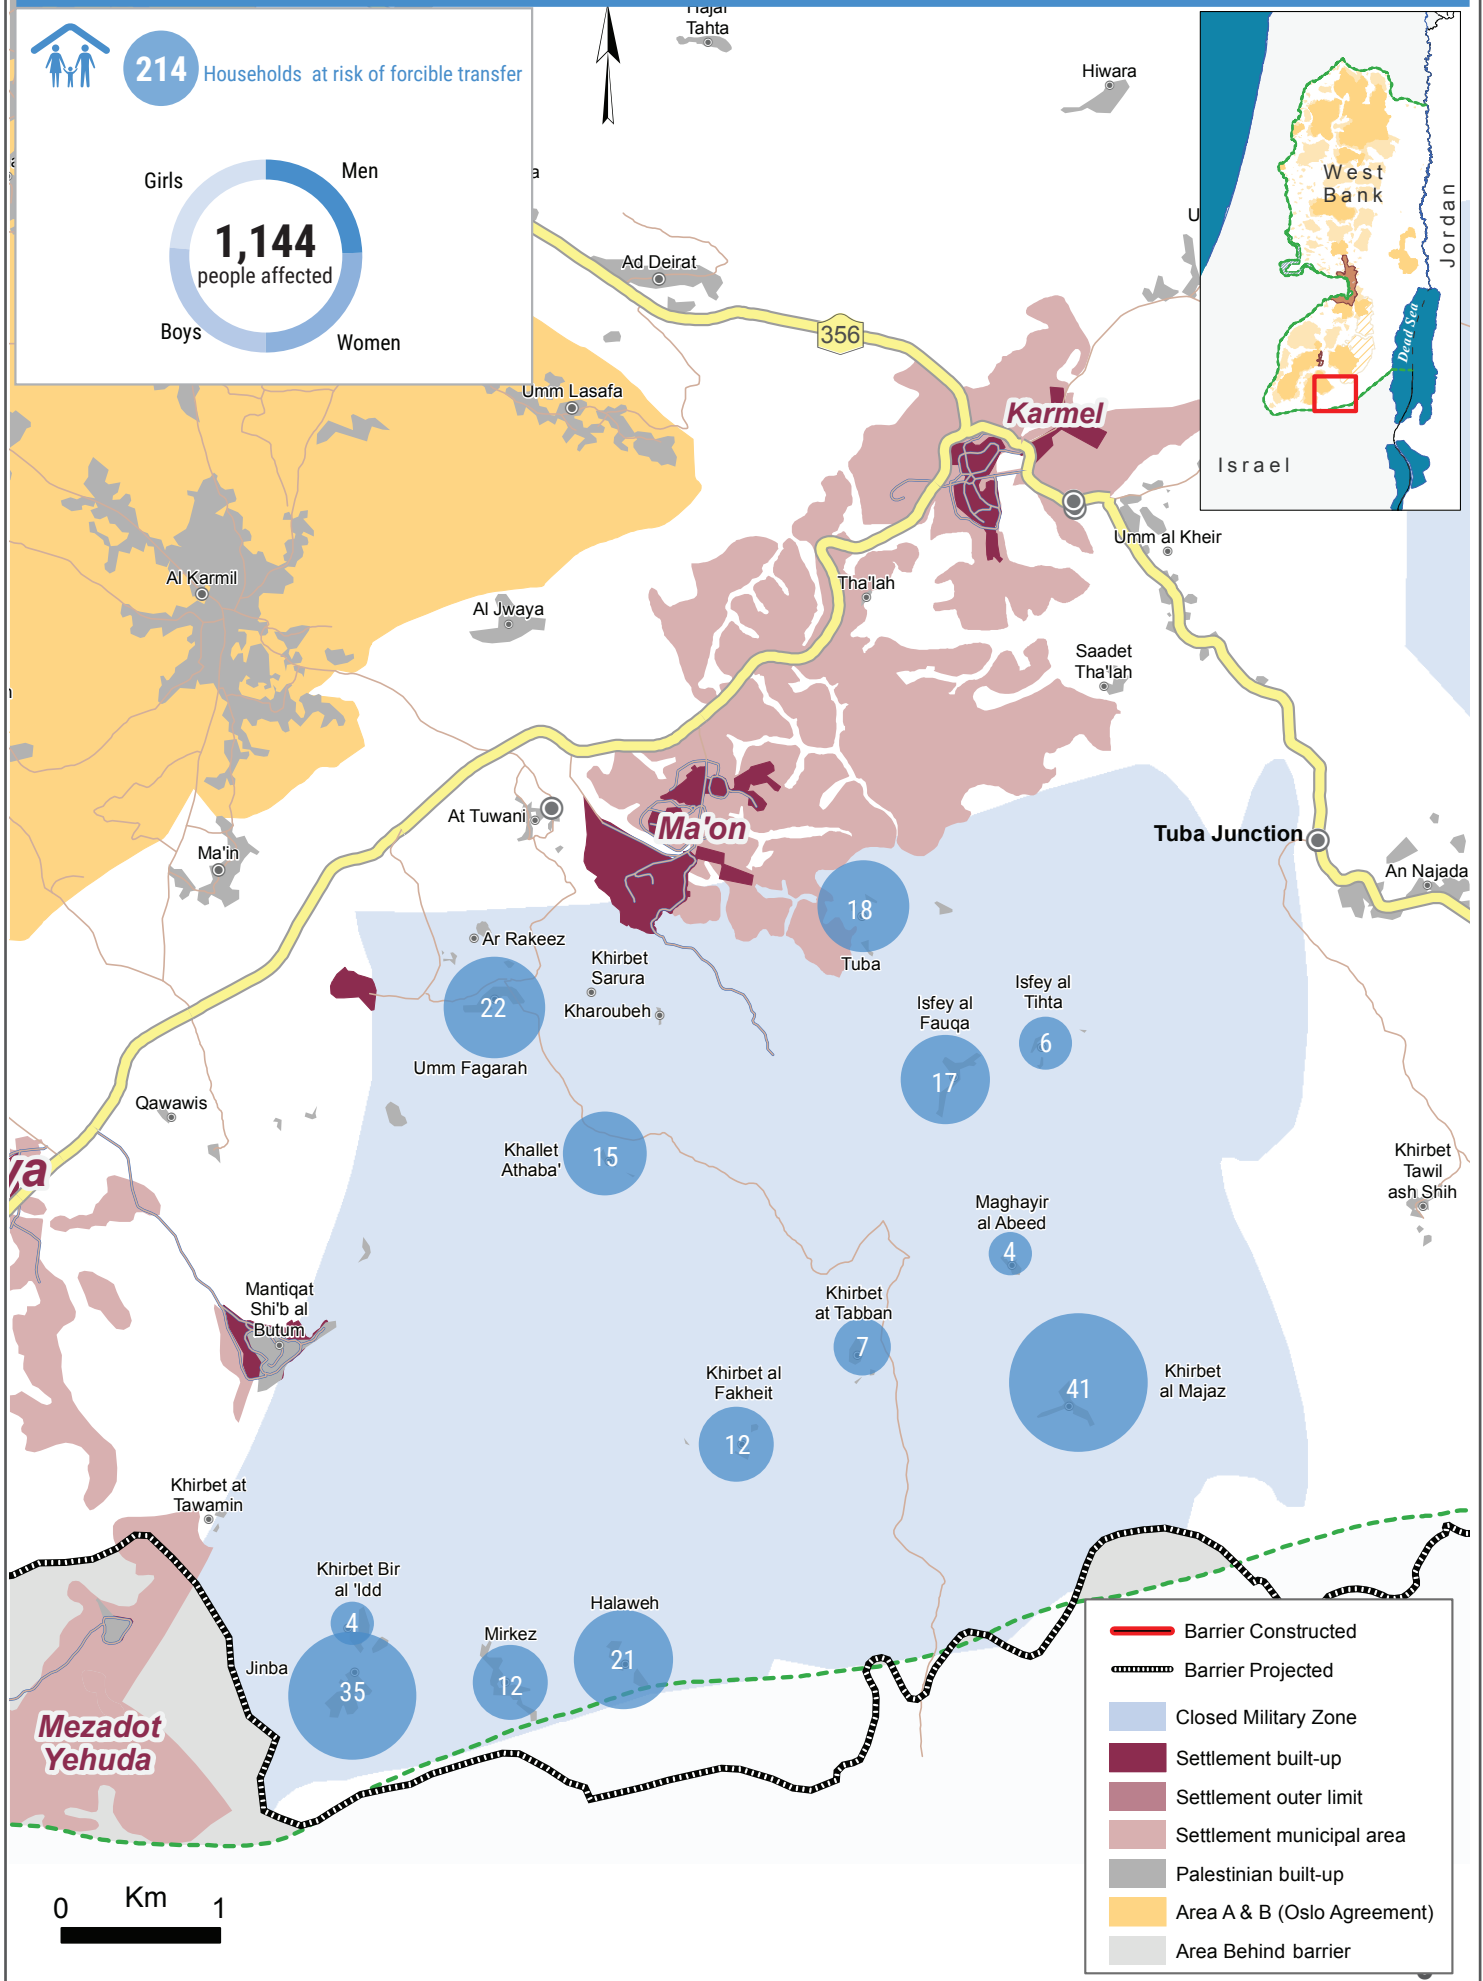 214 Households at risk of forcible transfer
Girls
Men
1,144
people affected
Boys
Women
Tahta
Hiwara
West
Bank
Jordan
Dead Sea
Israel
Ad Deirat
356
Umm Lasafa
Karmel
Umm al Kheir
Al Karmil
Tha'lah
Al Jwaya
Saadet
Tha'lah
At Tuwani
Ma'on
Tuba Junction
Ma'in
An Najada
18
Tuba
Ar Rakeez
Khirbet
Sarura
Kharoubeh
22
Umm Fagarah
Isfey al
Tihta
6
Isfey al
Fauqa
17
Qawawis
Khallet
Athaba'
15
ya
Khirbet
Tawil
ash Shih
Maghayir
al Abeed
4
Mantiqat
Shi'b al
Butum
Khirbet
at Tabban
7
Khirbet al
Fakheit
12
41
Khirbet
al Majaz
Khirbet at
Tawamin
Khirbet Bir
al 'Idd
4
Jinba
35
Mirkez
12
Halaweh
21
Mezadot
Yehuda
Barrier Constructed
Barrier Projected
Closed Military Zone
Settlement built-up
Settlement outer limit
Settlement municipal area
Palestinian built-up
Area A & B (Oslo Agreement)
Area Behind barrier
Km
0 1